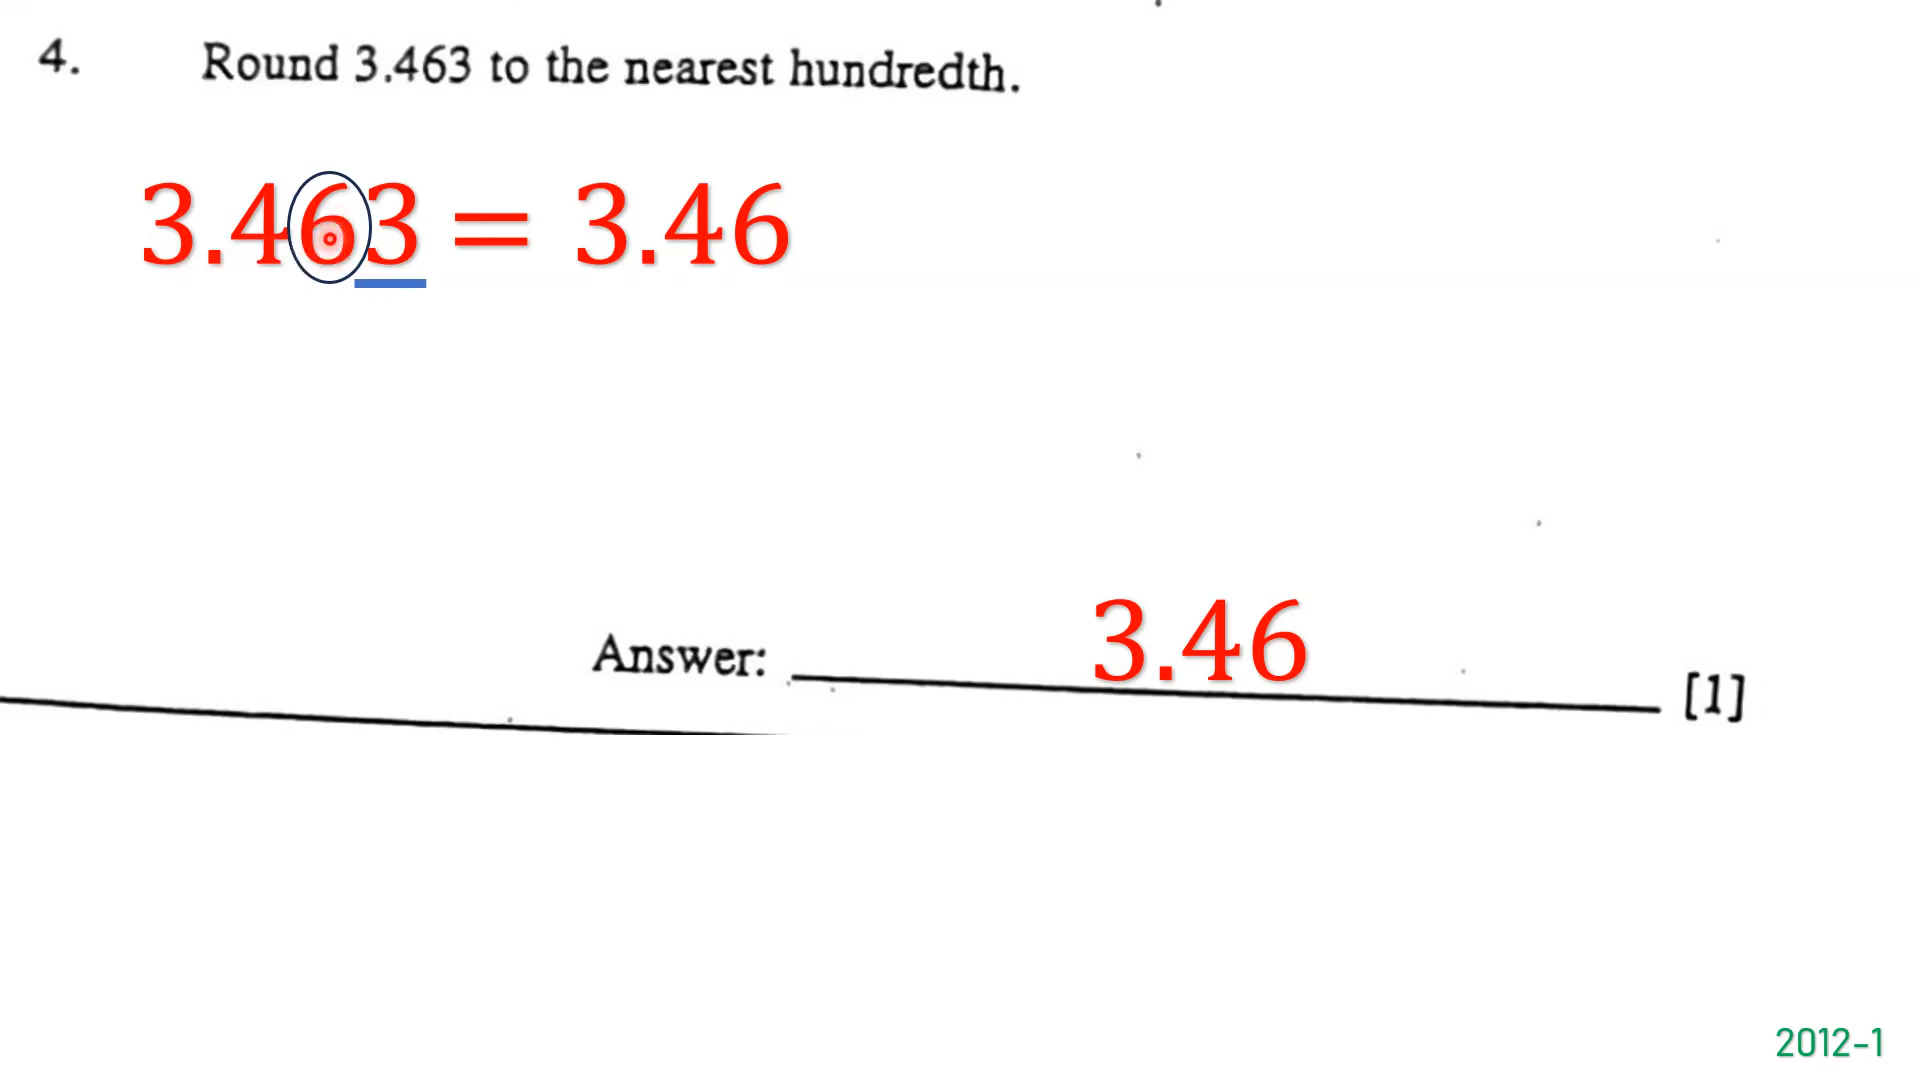 4. Round 3.463 to the nearest hundredth.
3.463 = 3.46
Answer: 3.46 [1]
2012-1